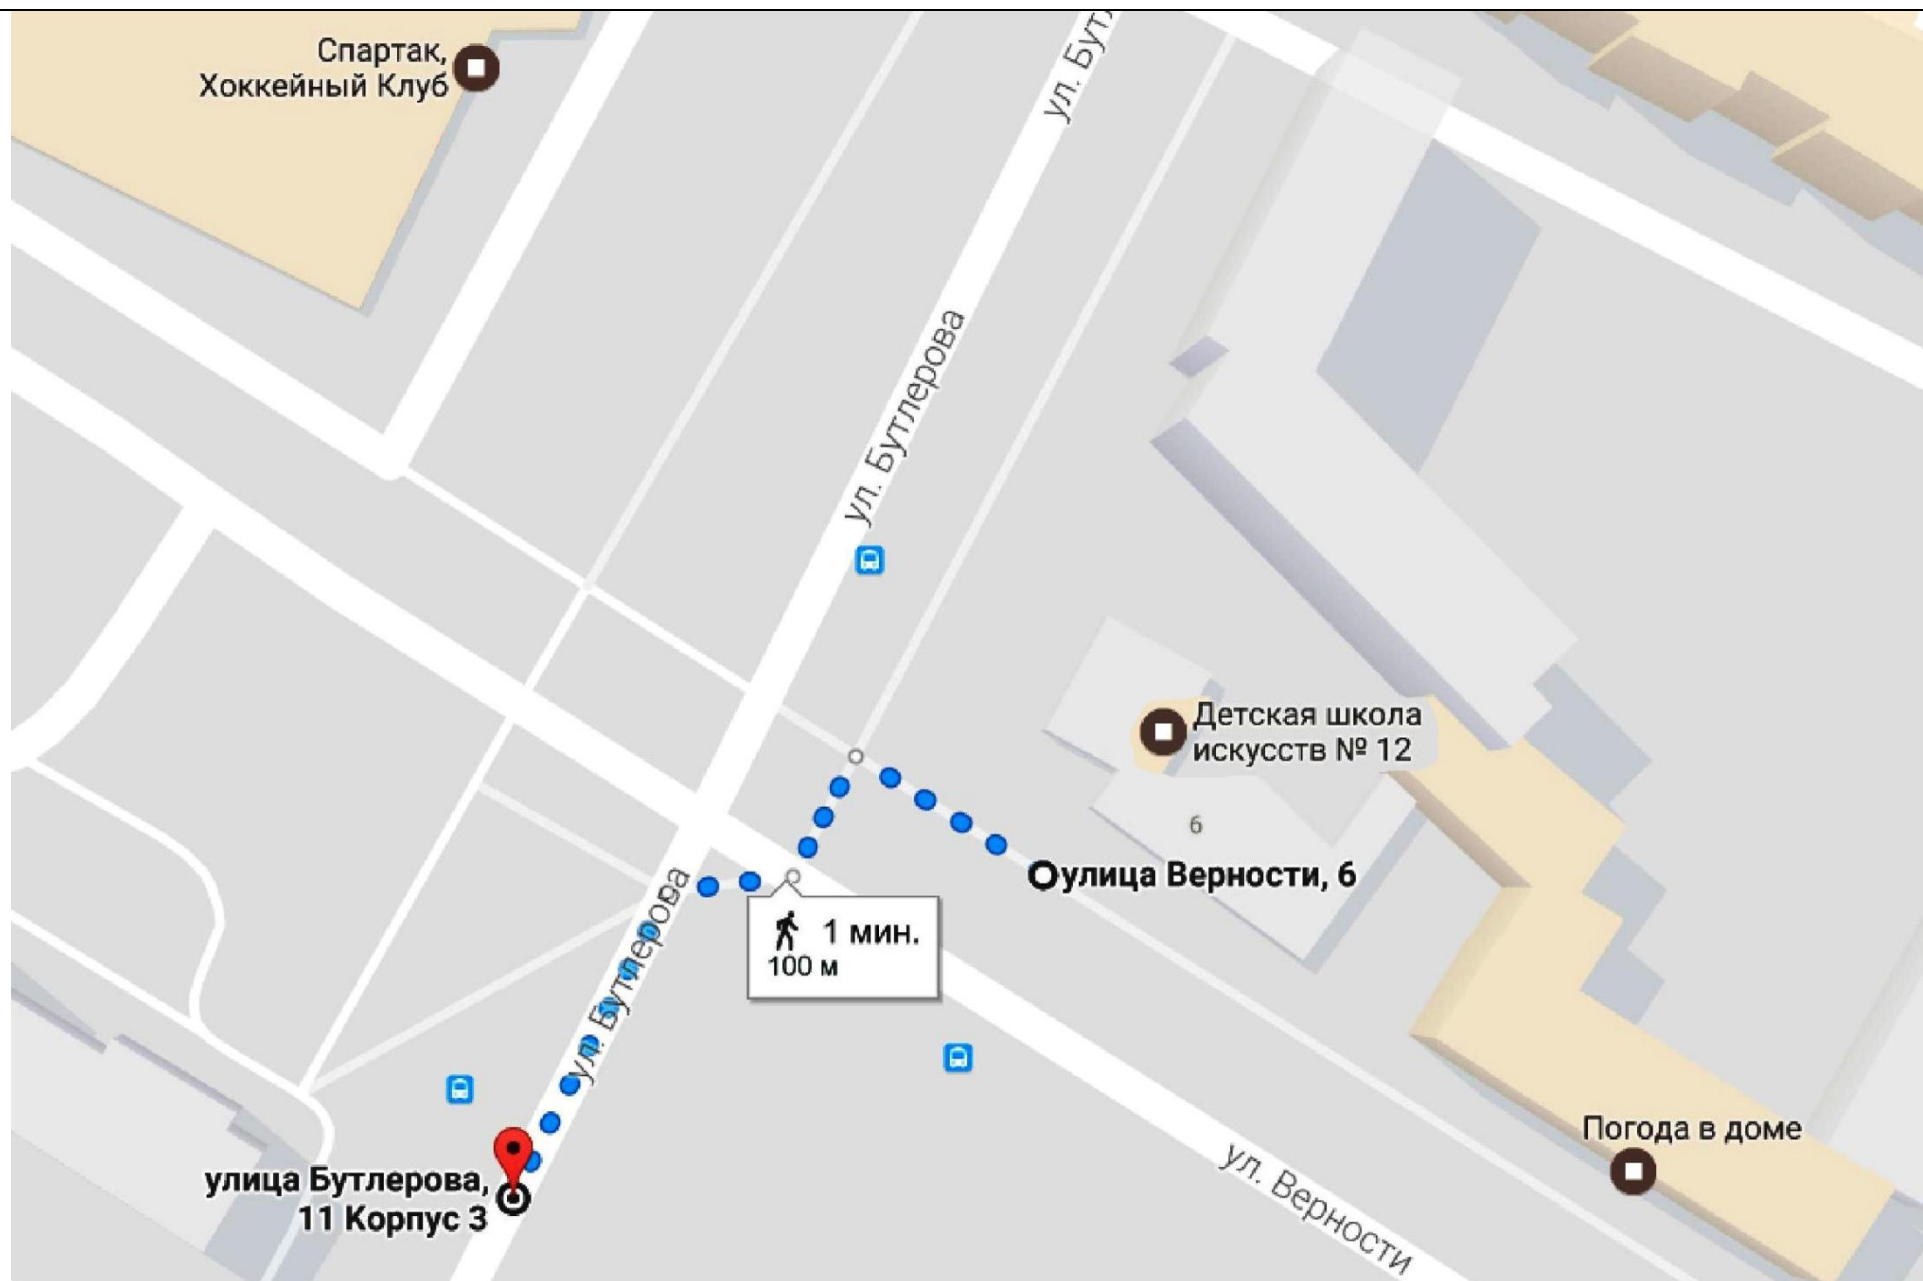 Спартак,
Хоккейный Клуб
ул. Бут
ул. Бутлерова
Детская школа
искусств № 12
6
улица Верности, 6
ул. Бутлерова
1 мин.
100 м
Погода в доме
улица Бутлерова,
11 Корпус 3
ул. Верности